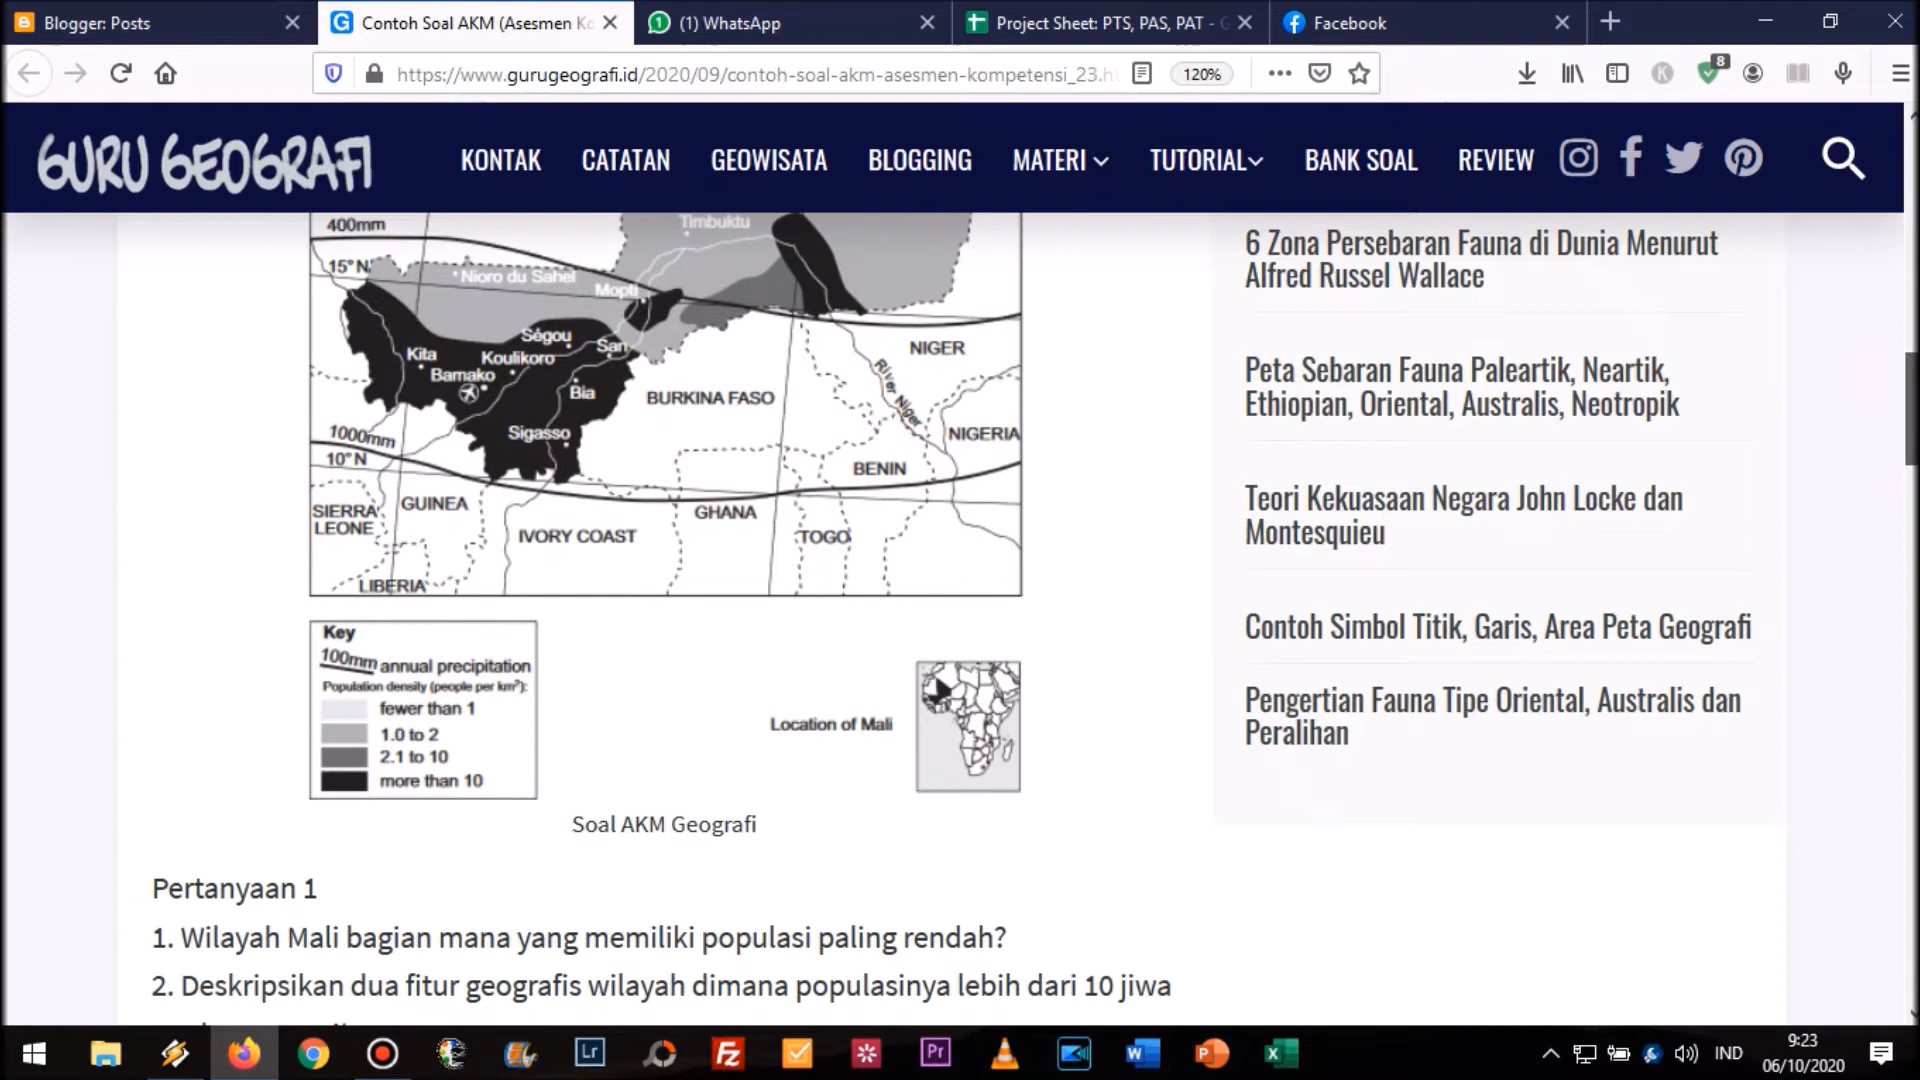 Blogger: Posts
Contoh Soal AKM (Asesmen Ko
(1) WhatsApp
Project Sheet: PTS, PAS, PAT - G
Facebook
https://www.gurugeografi.id/2020/09/contoh-soal-akm-asesmen-kompetensi_23.h
120%
8
GURU GEOGRAFI
KONTAK
CATATAN
GEOWISATA
BLOGGING
MATERI
TUTORIAL
BANK SOAL
REVIEW
400mm
Timbuktu
15°N
Nioro du Sahel
Mopti
Ségou
San
Kita
Koulikoro
Bamako
Bla
Sigasso
BURKINA FASO
NIGER
River Niger
NIGERIA
1000mm
10°N
BENIN
SIERRA
LEONE
GUINEA
IVORY COAST
GHANA
TOGO
LIBERIA
Key
100mm annual precipitation
Population density (people per km²):
fewer than 1
1.0 to 2
2.1 to 10
more than 10
Location of Mali
Soal AKM Geografi
Pertanyaan 1
1. Wilayah Mali bagian mana yang memiliki populasi paling rendah?
2. Deskripsikan dua fitur geografis wilayah dimana populasinya lebih dari 10 jiwa
6 Zona Persebaran Fauna di Dunia Menurut
Alfred Russel Wallace
Peta Sebaran Fauna Paleartik, Neartik,
Ethiopian, Oriental, Australis, Neotropik
Teori Kekuasaan Negara John Locke dan
Montesquieu
Contoh Simbol Titik, Garis, Area Peta Geografi
Pengertian Fauna Tipe Oriental, Australis dan
Peralihan
Lr
Fz
Pr
W
P
X
IND
9:23
06/10/2020